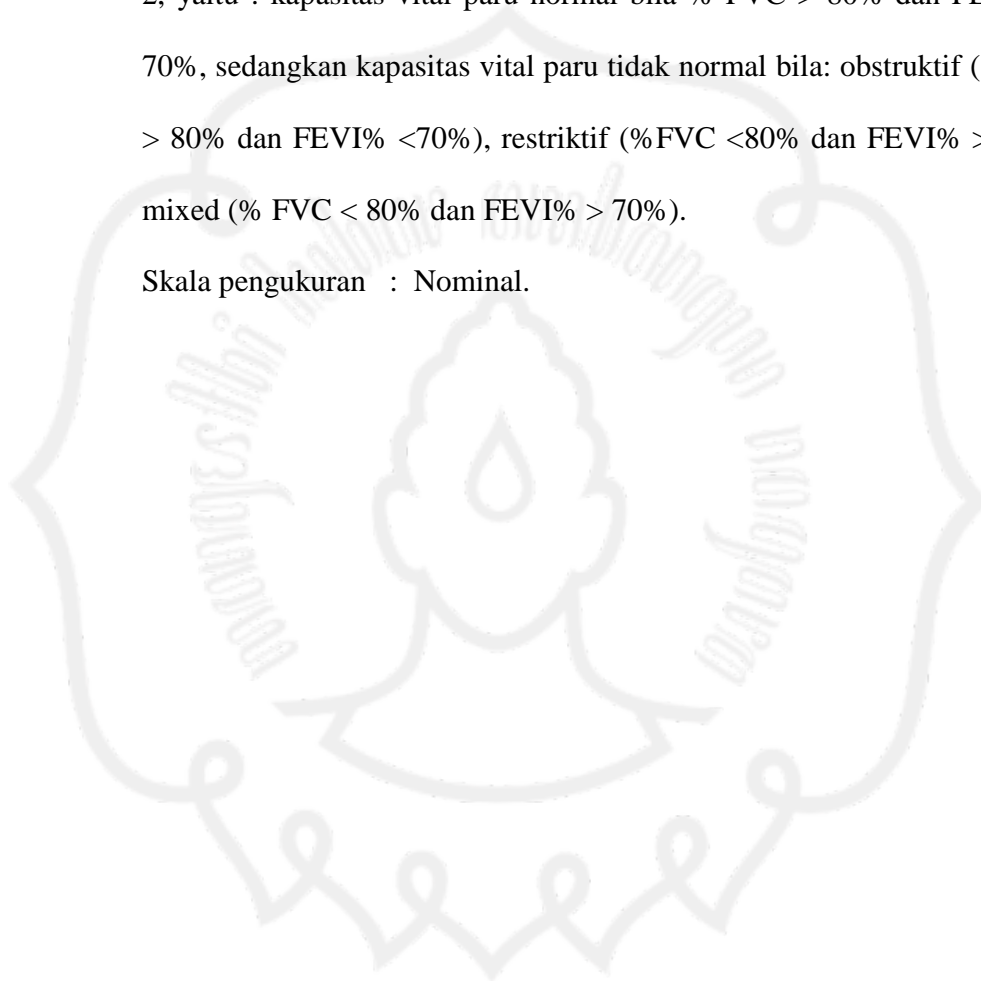 2, yaitu : kapasitas vital paru normal bila % FVC > 80% dan
70%, sedangkan kapasitas vital paru tidak normal bila: obstruktif (
> 80% dan FEVI% <70%), restriktif (%FVC <80% dan FEVI% >
mixed (% FVC < 80% dan FEVI% > 70%).
Skala pengukuran : Nominal.